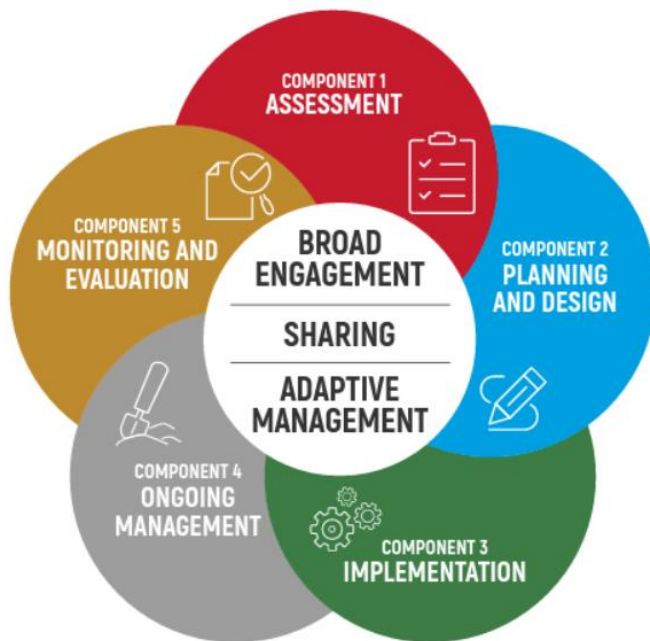 COMPONENT 1
ASSESSMENT
COMPONENT 2
PLANNING
AND DESIGN
COMPONENT 3
IMPLEMENTATION
COMPONENT 4
ONGOING
MANAGEMENT
COMPONENT 5
MONITORING AND
EVALUATION
BROAD
ENGAGEMENT
SHARING
ADAPTIVE
MANAGEMENT